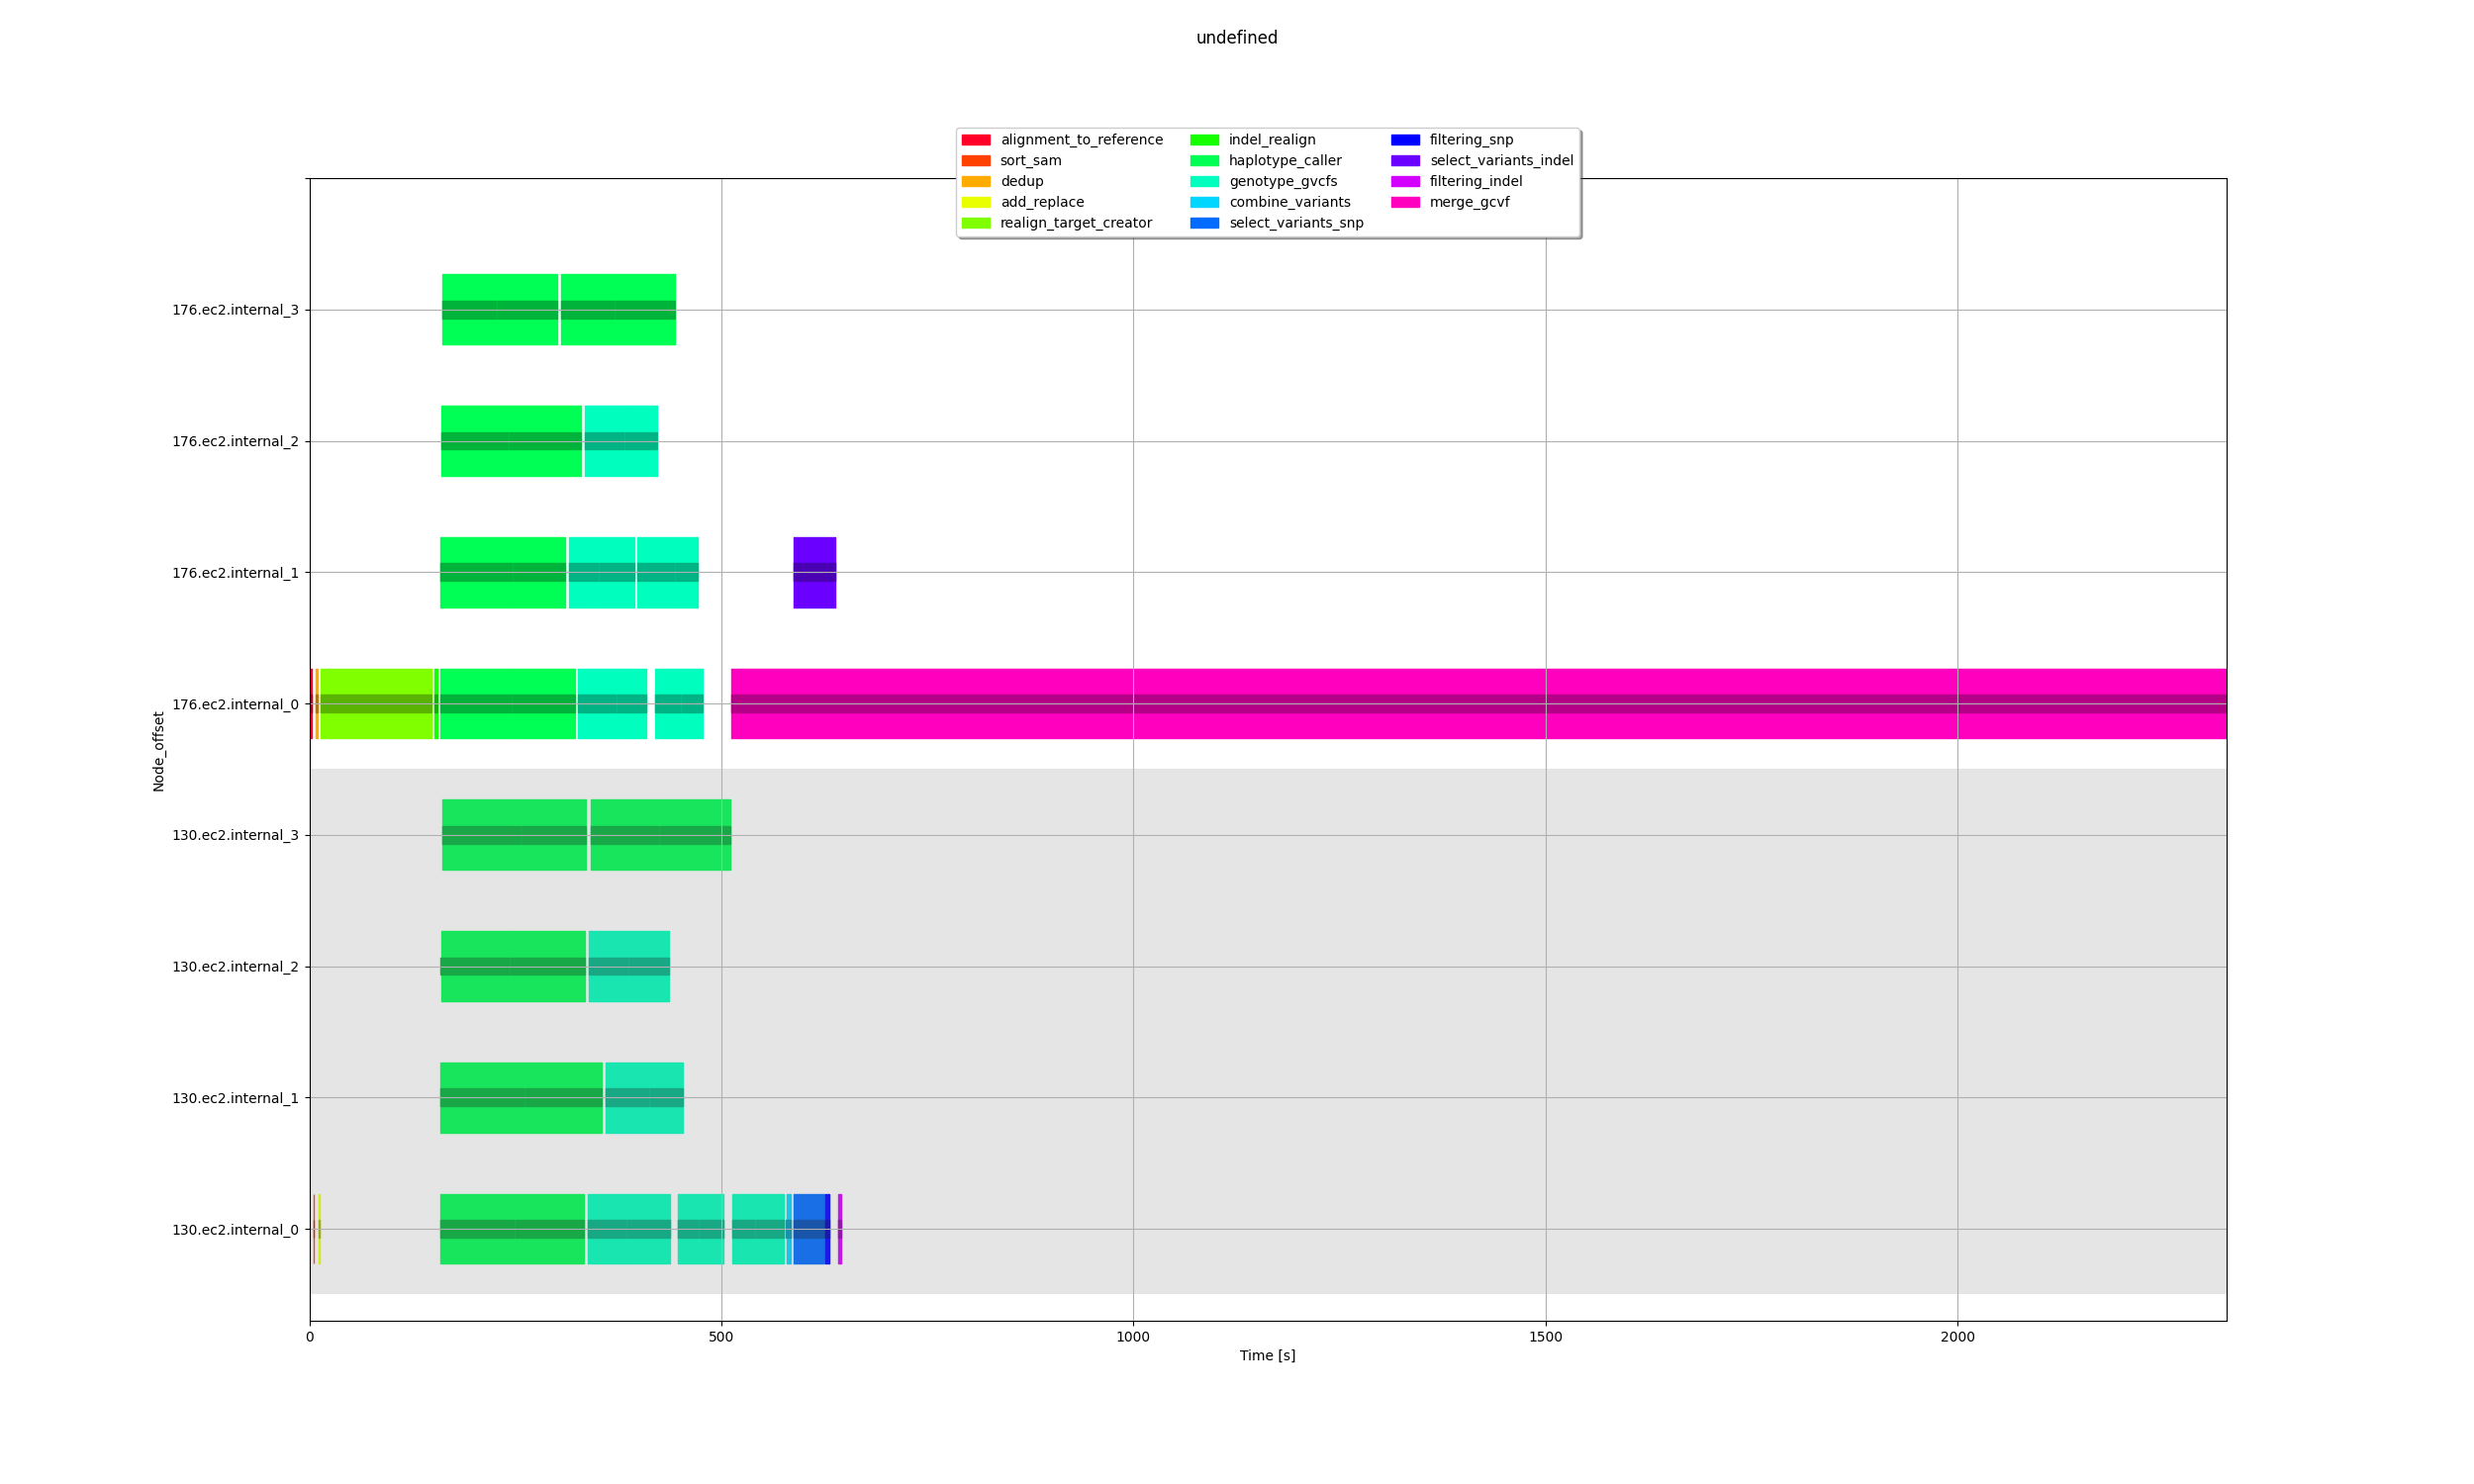 undefined
alignment_to_reference
sort_sam
dedup
add_replace
realign_target_creator
indel_realign
haplotype_caller
genotype_gvcfs
combine_variants
select_variants_snp
filtering_snp
select_variants_indel
filtering_indel
merge_gcvf
Node_offset
176.ec2.internal_3
176.ec2.internal_2
176.ec2.internal_1
176.ec2.internal_0
130.ec2.internal_3
130.ec2.internal_2
130.ec2.internal_1
130.ec2.internal_0
0 500 1000 1500 2000
Time [s]